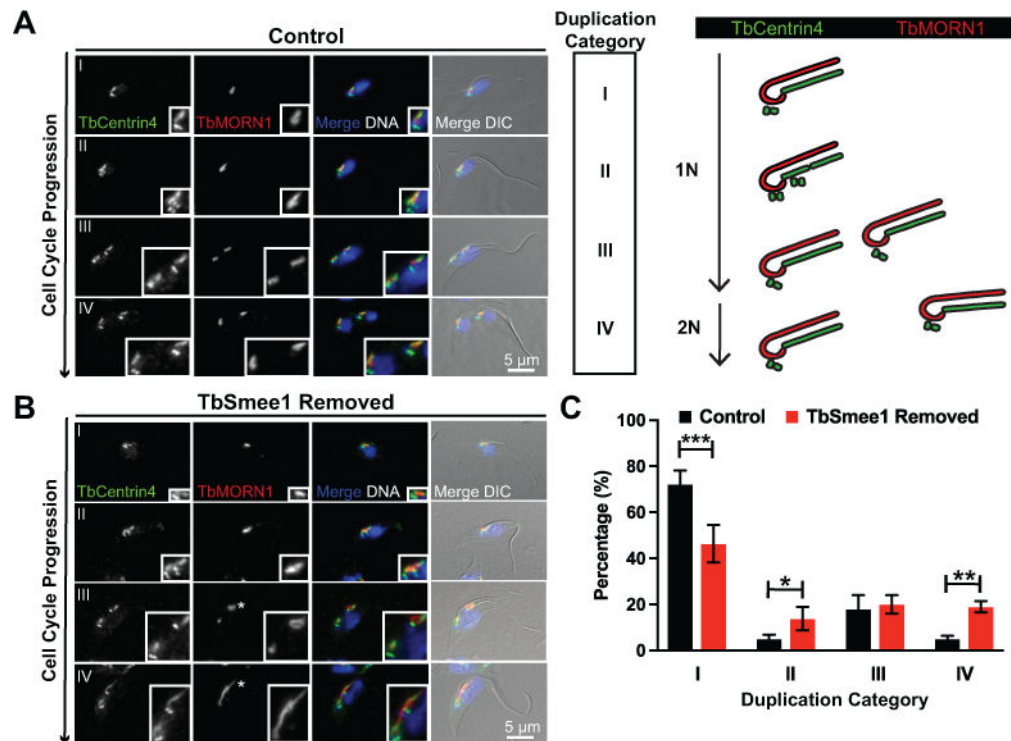 A
Control
Cell Cycle Progression
I
TbCentrin4
TbMORN1
Merge DNA
Merge DIC
II
III
IV
5 µm
Duplication
Category
I
II
III
IV
TbCentrin4
TbMORN1
1N
2N
B
TbSmee1 Removed
Cell Cycle Progression
I
TbCentrin4
TbMORN1
Merge DNA
Merge DIC
II
III
*
IV
*
5 µm
C
Control
TbSmee1 Removed
Percentage (%)
100
80
60
40
20
0
***
*
**
I
II
III
IV
Duplication Category